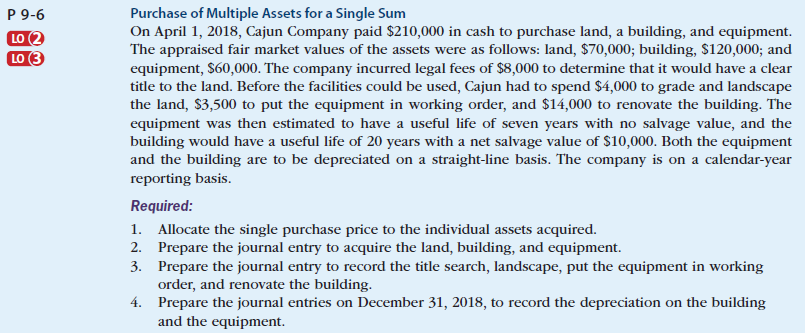 P 9-6
LO 2
LO 3
Purchase of Multiple Assets for a Single Sum
On April 1, 2018, Cajun Company paid $210,000 in cash to purchase land, a building, and equipment.
The appraised fair market values of the assets were as follows: land, $70,000; building, $120,000; and
equipment, $60,000. The company incurred legal fees of $8,000 to determine that it would have a clear
title to the land. Before the facilities could be used, Cajun had to spend $4,000 to grade and landscape
the land, $3,500 to put the equipment in working order, and $14,000 to renovate the building. The
equipment was then estimated to have a useful life of seven years with no salvage value, and the
building would have a useful life of 20 years with a net salvage value of $10,000. Both the equipment
and the building are to be depreciated on a straight-line basis. The company is on a calendar-year
reporting basis.
Required:
1. Allocate the single purchase price to the individual assets acquired.
2. Prepare the journal entry to acquire the land, building, and equipment.
3. Prepare the journal entry to record the title search, landscape, put the equipment in working
order, and renovate the building.
4. Prepare the journal entries on December 31, 2018, to record the depreciation on the building
and the equipment.